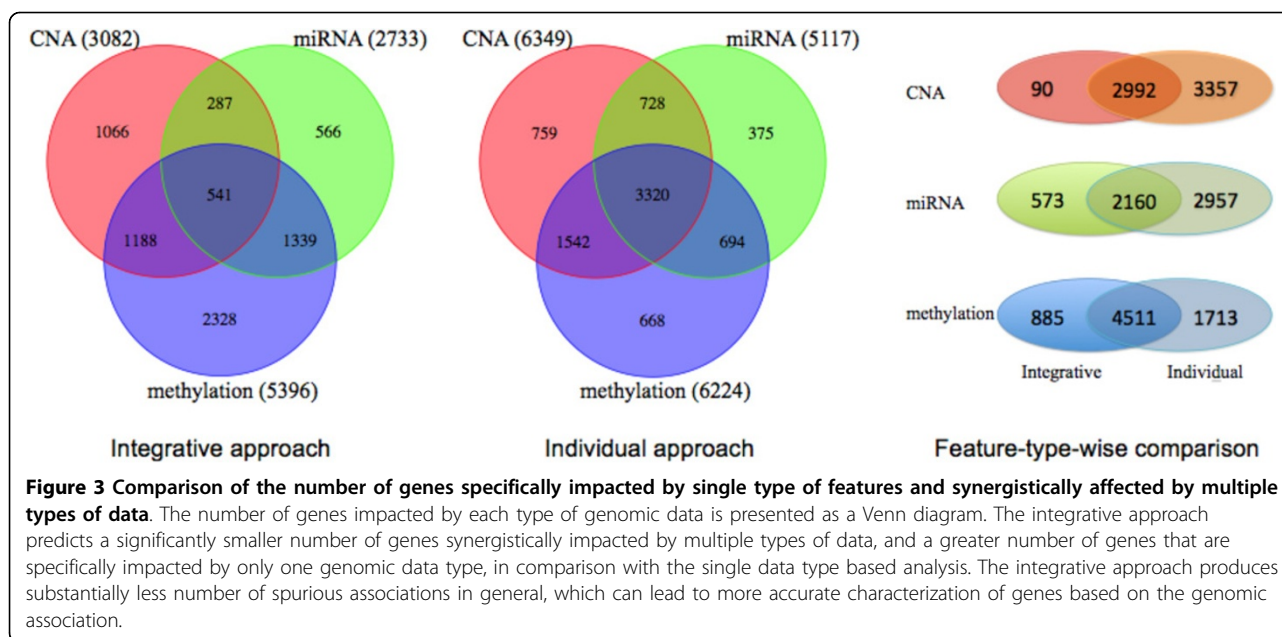 CNA (3082)
miRNA (2733)
287
1066
566
541
1188
1339
2328
methylation (5396)
Integrative approach
CNA (6349)
miRNA (5117)
728
759
375
3320
1542
694
668
methylation (6224)
Individual approach
CNA
90
2992
3357
miRNA
573
2160
2957
methylation
885
4511
1713
Integrative
Individual
Feature-type-wise comparison
Figure 3 Comparison of the number of genes specifically impacted by single type of features and synergistically affected by multiple
types of data. The number of genes impacted by each type of genomic data is presented as a Venn diagram. The integrative approach
predicts a significantly smaller number of genes synergistically impacted by multiple types of data, and a greater number of genes that are
specifically impacted by only one genomic data type, in comparison with the single data type based analysis. The integrative approach produces
substantially less number of spurious associations in general, which can lead to more accurate characterization of genes based on the genomic
association.